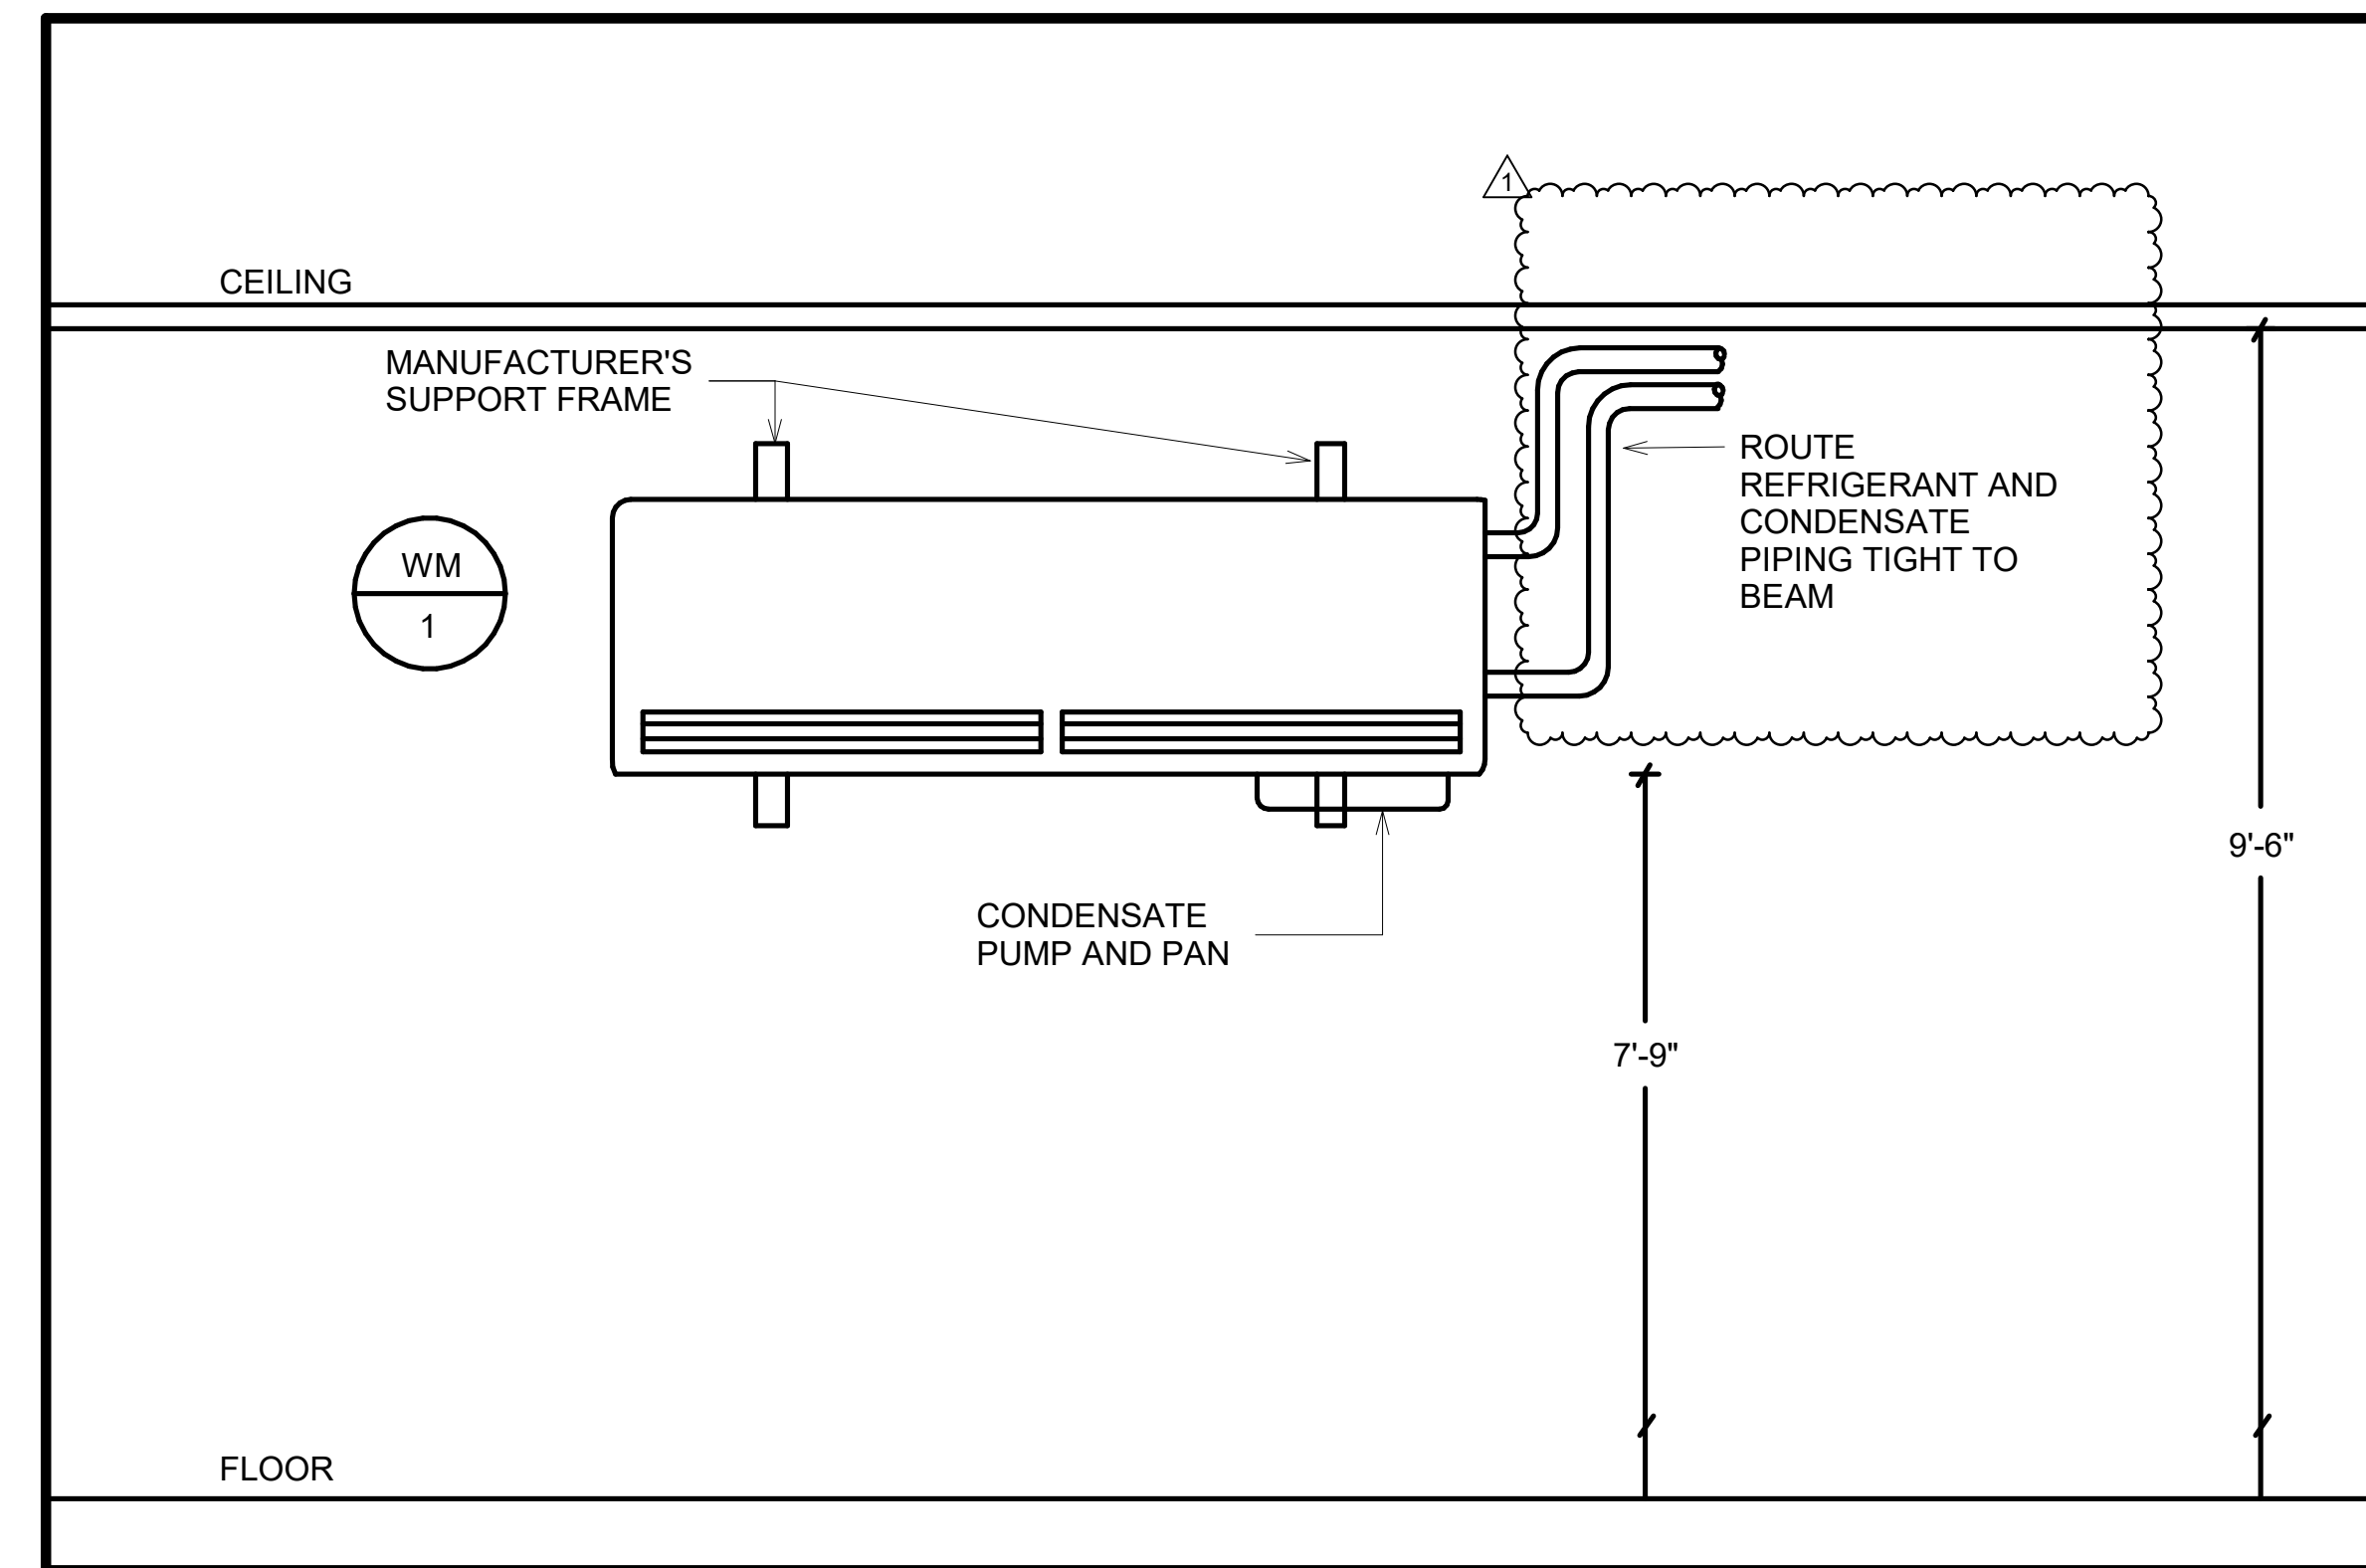 1
CEILING
MANUFACTURER'S
SUPPORT FRAME
ROUTE
REFRIGERANT AND
CONDENSATE
PIPING TIGHT TO
BEAM
WM
1
9'-6"
CONDENSATE
PUMP AND PAN
7'-9"
FLOOR